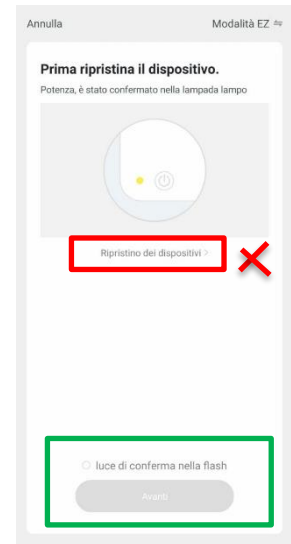 Annulla
Modalità EZ
Prima ripristina il dispositivo.
Potenza, è stato confermato nella lampada lampo
Ripristino dei dispositivi >
luce di conferma nella flash
Avanti